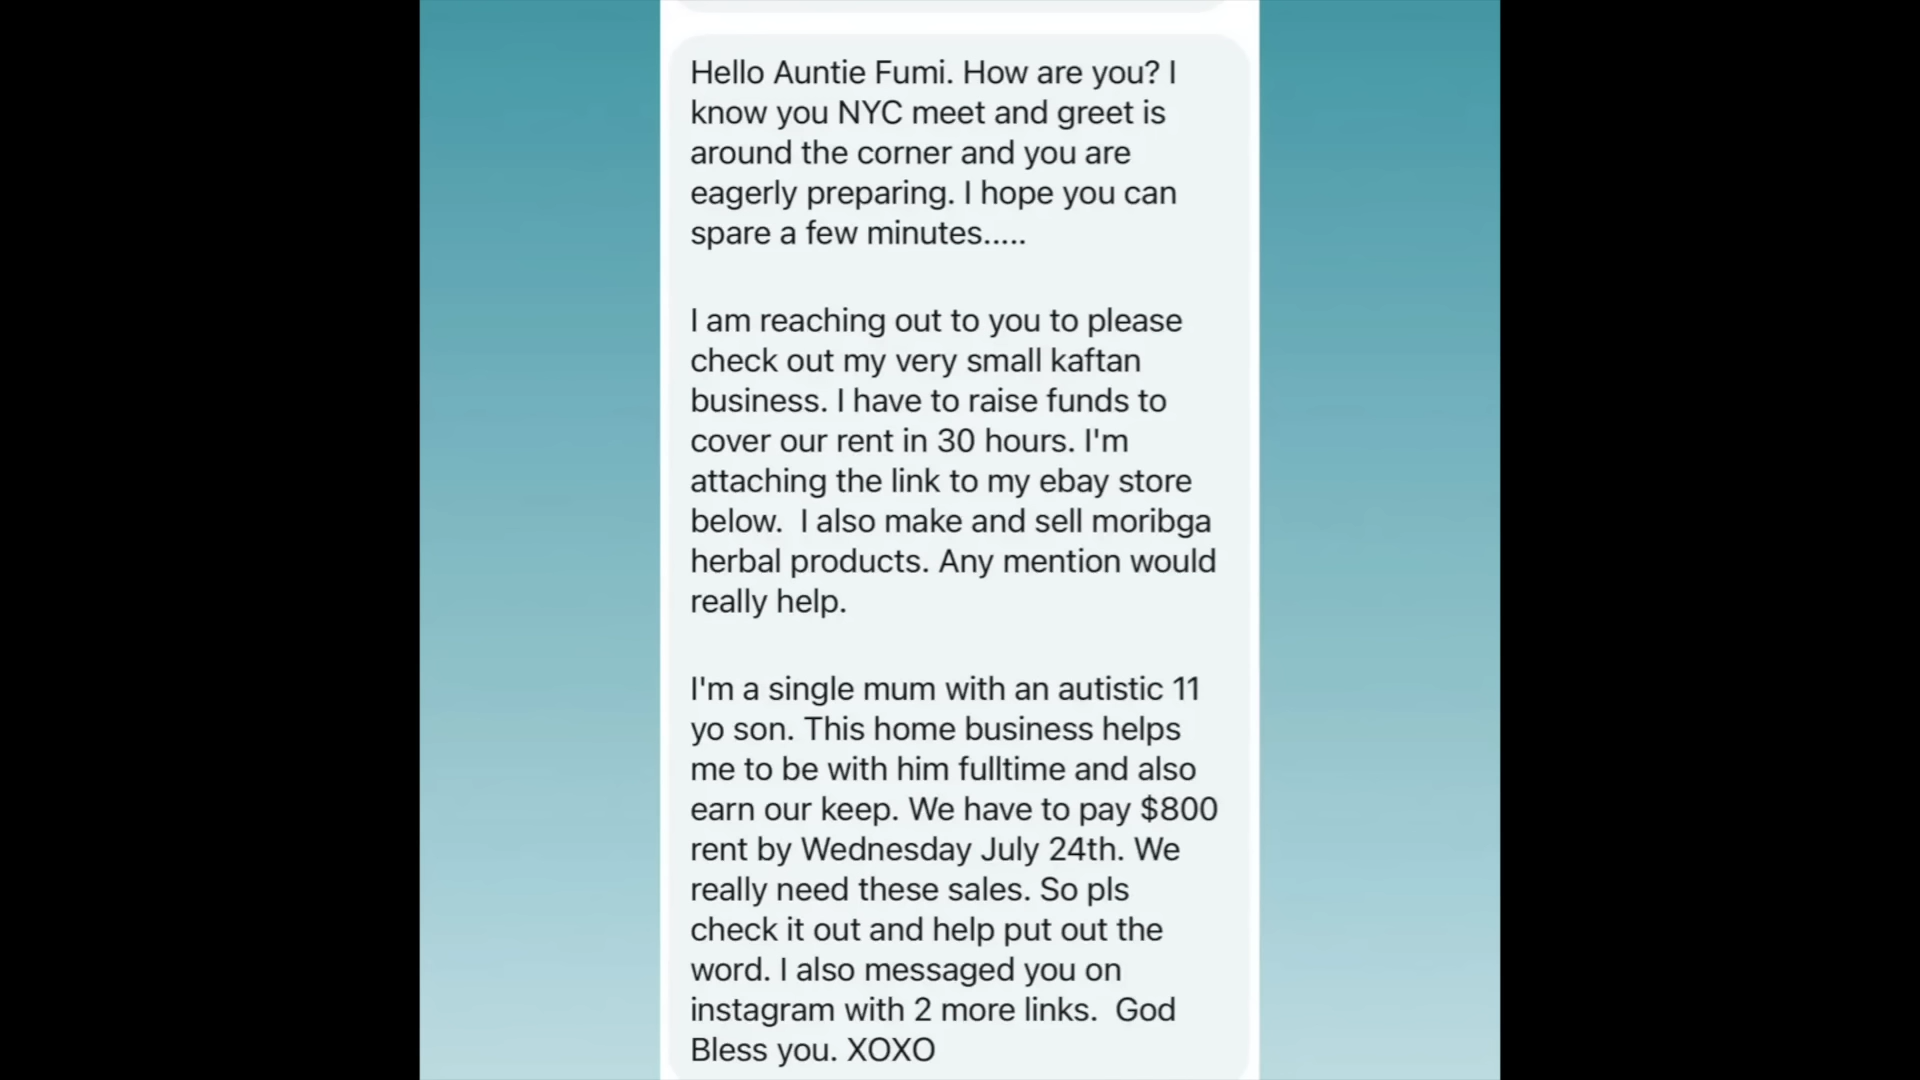 Hello Auntie Fumi. How are you? I
know you NYC meet and greet is
around the corner and you are
eagerly preparing. I hope you can
spare a few minutes.....
I am reaching out to you to please
check out my very small kaftan
business. I have to raise funds to
cover our rent in 30 hours. I'm
attaching the link to my ebay store
below.  I also make and sell moribga
herbal products. Any mention would
really help.
I'm a single mum with an autistic 11
yo son. This home business helps
me to be with him fulltime and also
earn our keep. We have to pay $800
rent by Wednesday July 24th. We
really need these sales. So pls
check it out and help put out the
word. I also messaged you on
instagram with 2 more links.  God
Bless you. XOXO